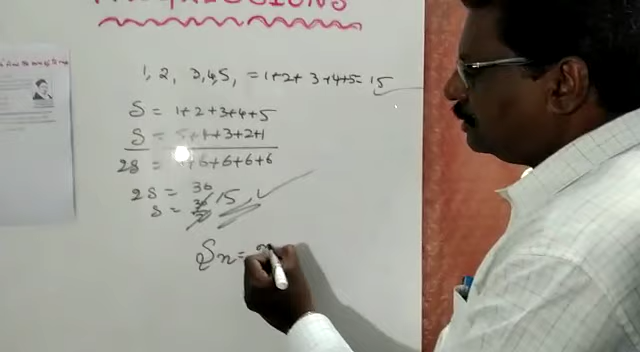 1, 2, 3, 4, 5, = 1+2+ 3+4+5= 15
S = 1+2+3+4+5
S = 5+4+3+2+1
2S = 6+6+6+6+6
2S = 30
S = 15
Sn=